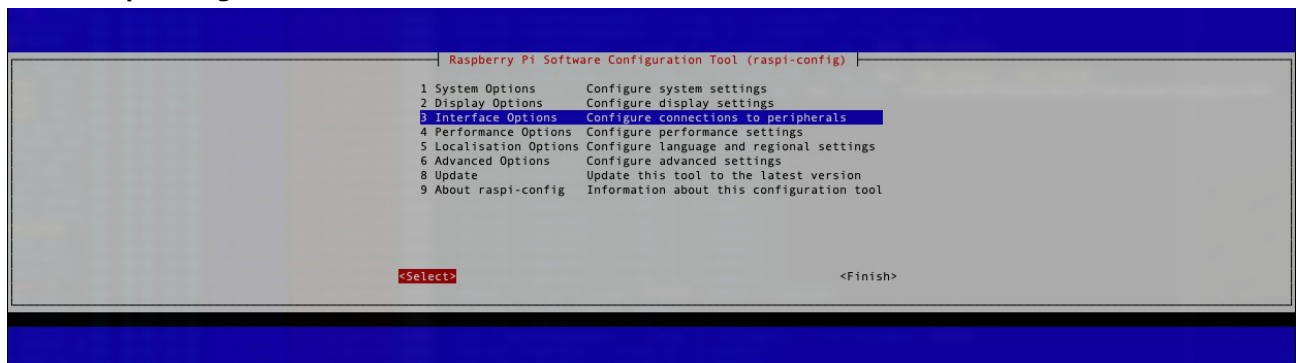 Raspberry Pi Software Configuration Tool (raspi-config)
1 System Options Configure system settings
2 Display Options Configure display settings
3 Interface Options Configure connections to peripherals
4 Performance Options Configure performance settings
5 Localisation Options Configure language and regional settings
6 Advanced Options Configure advanced settings
8 Update Update this tool to the latest version
9 About raspi-config Information about this configuration tool
<Select> <Finish>